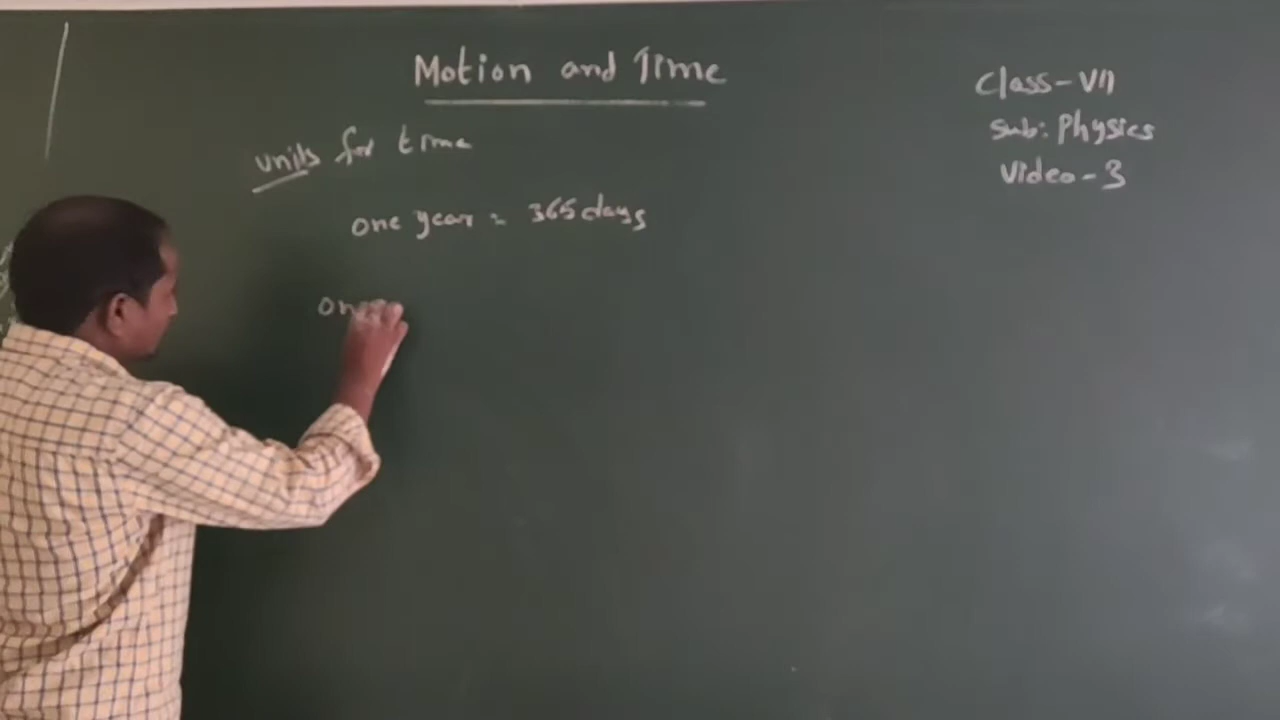 Motion and Time
Class-VII
Sub: Physics
Video-3
units for time
one year = 365 days
one